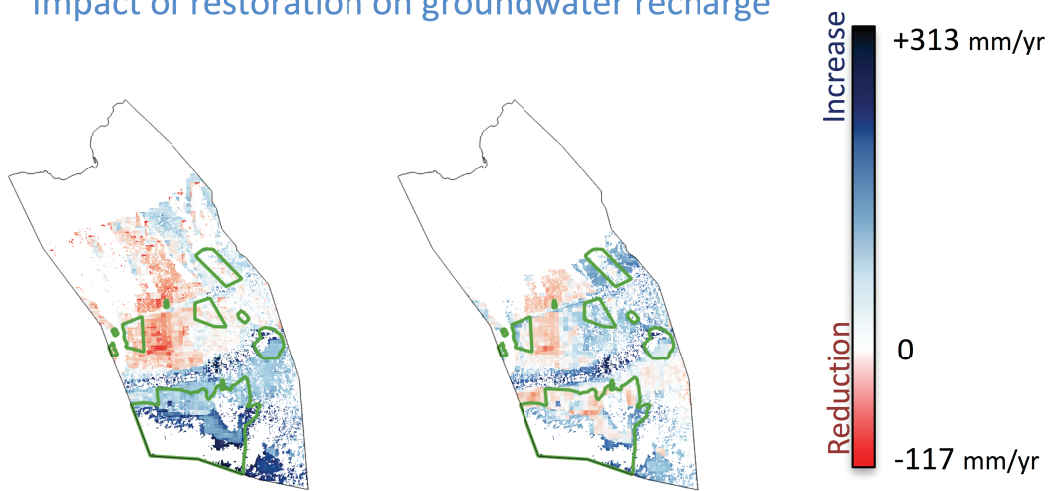 Impact of restoration on groundwater recharge
Increase
+313 mm/yr
0
Reduction
-117 mm/yr